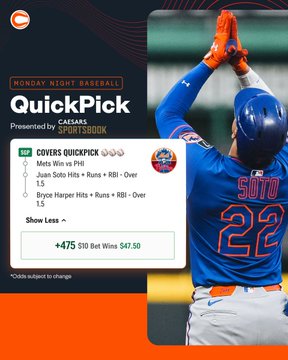 MONDAY NIGHT BASEBALL
QuickPick
Presented by CAESARS
SPORTSBOOK
SGP COVERS QUICKPICK ⚾⚾⚾
Mets Win vs PHI
Juan Soto Hits + Runs + RBI - Over
1.5
Bryce Harper Hits + Runs + RBI - Over
1.5
Show Less
+475 $10 Bet Wins $47.50
*Odds subject to change
SOTO
22